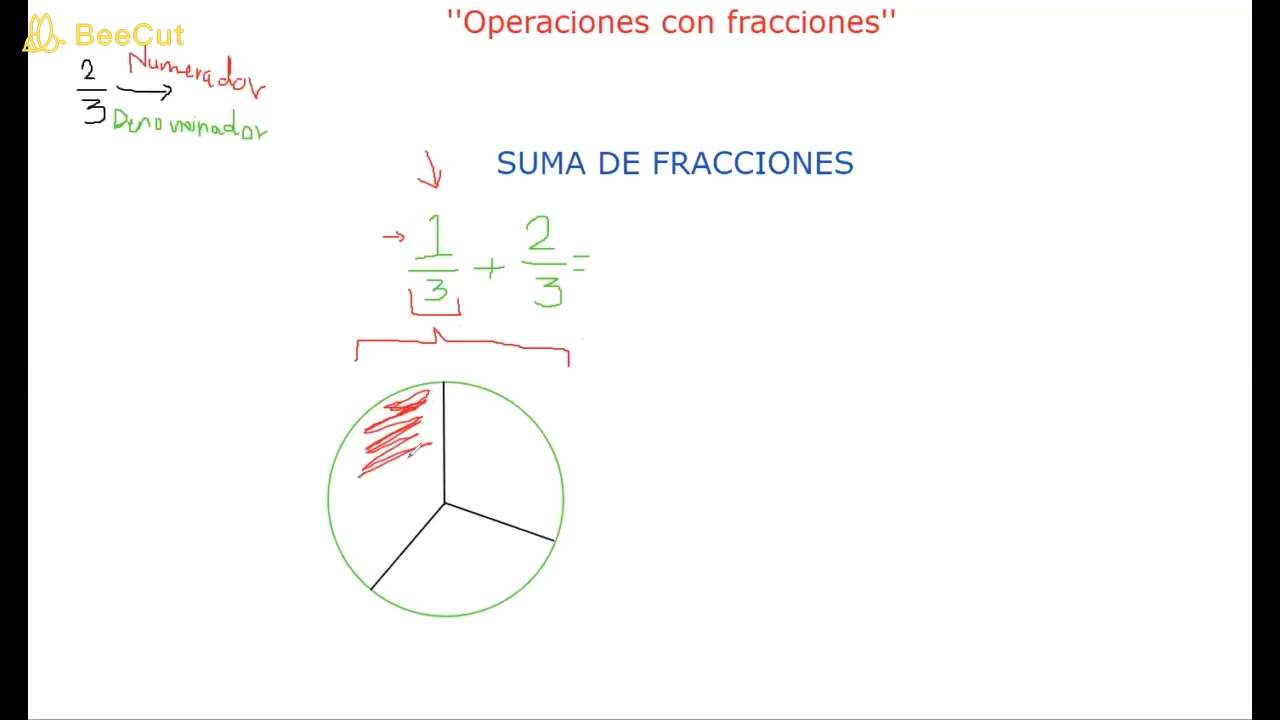 ''Operaciones con fracciones''
BeeCut
2/3 → Numerador
Denominador
SUMA DE FRACCIONES
1/3 + 2/3 =